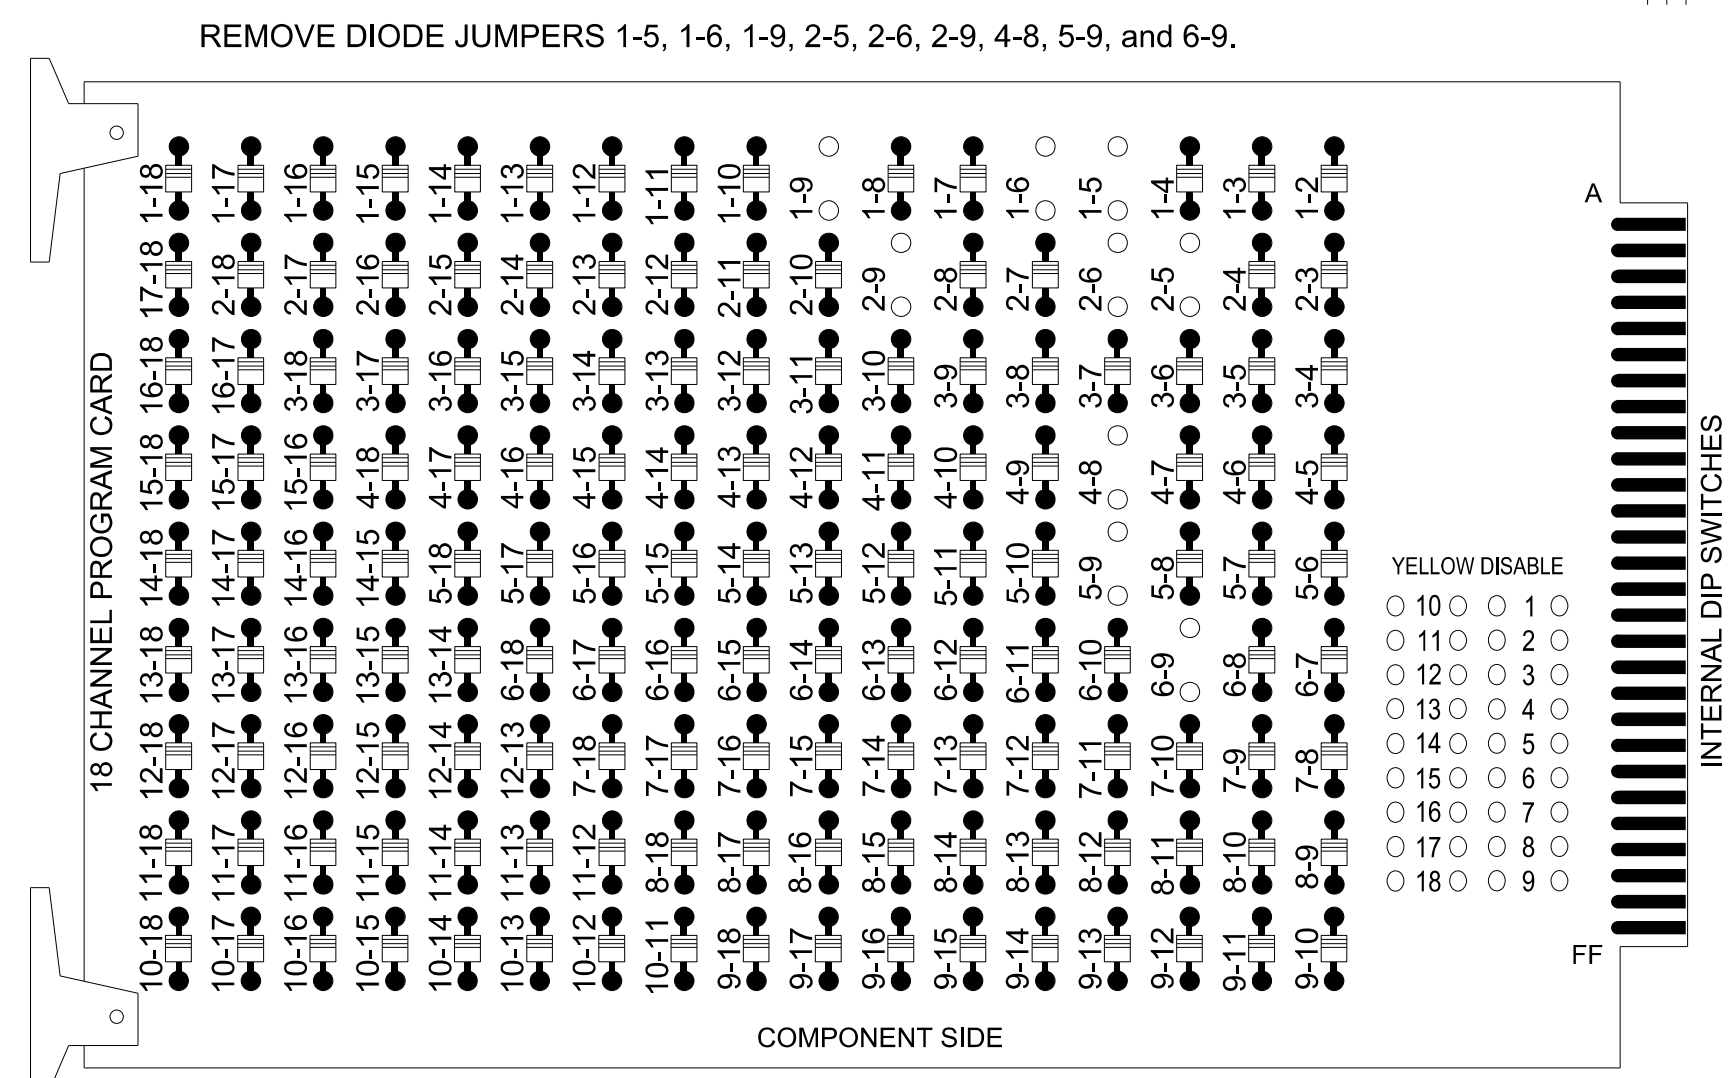 REMOVE DIODE JUMPERS 1-5, 1-6, 1-9, 2-5, 2-6, 2-9, 4-8, 5-9, and 6-9.
1-18 1-17 1-16 1-15 1-14 1-13 1-12 1-11 1-10 1-9 1-8 1-7 1-6 1-5 1-4 1-3 1-2
A
17-18 2-18 2-17 2-16 2-15 2-14 2-13 2-12 2-11 2-10 2-9 2-8 2-7 2-6 2-5 2-4 2-3
16-18 16-17 3-18 3-17 3-16 3-15 3-14 3-13 3-12 3-11 3-10 3-9 3-8 3-7 3-6 3-5 3-4
18 CHANNEL PROGRAM CARD
15-18 15-17 15-16 4-18 4-17 4-16 4-15 4-14 4-13 4-12 4-11 4-10 4-9 4-8 4-7 4-6 4-5
INTERNAL DIP SWITCHES
14-18 14-17 14-16 14-15 5-18 5-17 5-16 5-15 5-14 5-13 5-12 5-11 5-10 5-9 5-8 5-7 5-6
13-18 13-17 13-16 13-15 13-14 6-18 6-17 6-16 6-15 6-14 6-13 6-12 6-11 6-10 6-9 6-8 6-7
12-18 12-17 12-16 12-15 12-14 12-13 7-18 7-17 7-16 7-15 7-14 7-13 7-12 7-11 7-10 7-9 7-8
11-18 11-17 11-16 11-15 11-14 11-13 11-12 8-18 8-17 8-16 8-15 8-14 8-13 8-12 8-11 8-10 8-9
10-18 10-17 10-16 10-15 10-14 10-13 10-12 10-11 9-18 9-17 9-16 9-15 9-14 9-13 9-12 9-11 9-10
YELLOW DISABLE
10 1
11 2
12 3
13 4
14 5
15 6
16 7
17 8
18 9
FF
COMPONENT SIDE